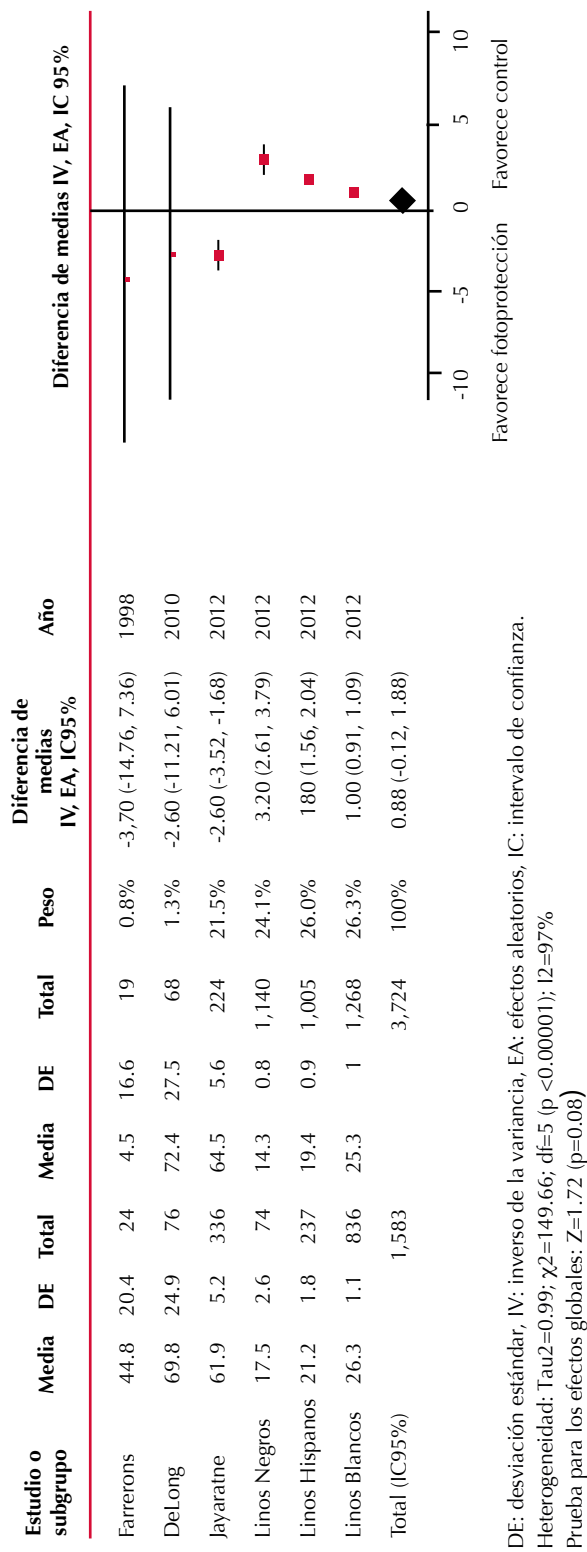 Estudio o subgrupo Media DE Total Media DE Total Peso Diferencia de medias IV, EA, IC95% Año Diferencia de medias IV, EA, IC 95%
Farrerons 44.8 20.4 24 4.5 16.6 19 0.8% -3,70 (-14.76, 7.36) 1998
DeLong 69.8 24.9 76 72.4 27.5 68 1.3% -2.60 (-11.21, 6.01) 2010
Jayaratne 61.9 5.2 336 64.5 5.6 224 21.5% -2.60 (-3.52, -1.68) 2012
Linos Negros 17.5 2.6 74 14.3 0.8 1,140 24.1% 3.20 (2.61, 3.79) 2012
Linos Hispanos 21.2 1.8 237 19.4 0.9 1,005 26.0% 180 (1.56, 2.04) 2012
Linos Blancos 26.3 1.1 836 25.3 1 1,268 26.3% 1.00 (0.91, 1.09) 2012
Total (IC95%) 1,583 3,724 100% 0.88 (-0.12, 1.88)
-10 -5 0 5 10
Favorece fotoprotección Favorece control
DE: desviación estándar, IV: inverso de la variancia, EA: efectos aleatorios, IC: intervalo de confianza.
Heterogeneidad: Tau2=0.99; χ2=149.66; df=5 (p <0.00001); I2=97%
Prueba para los efectos globales: Z=1.72 (p=0.08)